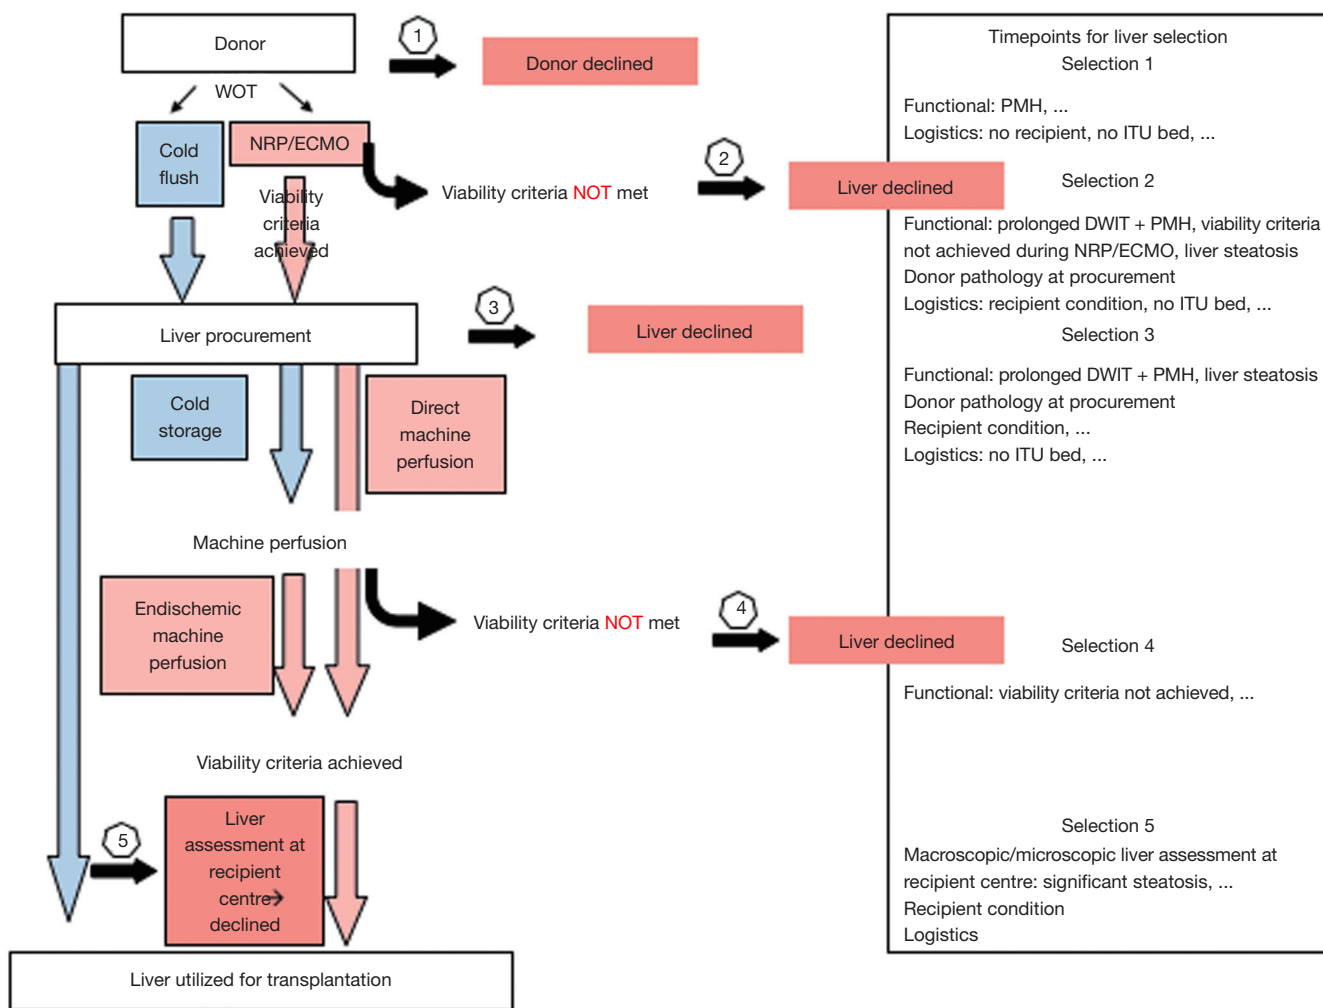 Donor
1
Donor declined
WOT
Cold
flush
NRP/ECMO
Viability
criteria
achieved
Viability criteria NOT met
2
Liver declined
Liver procurement
3
Liver declined
Cold
storage
Direct
machine
perfusion
Machine perfusion
Endischemic
machine
perfusion
Viability criteria NOT met
4
Liver declined
Viability criteria achieved
5
Liver
assessment at
recipient
centre→
declined
Liver utilized for transplantation
Timepoints for liver selection
Selection 1
Functional: PMH, ...
Logistics: no recipient, no ITU bed, ...
Selection 2
Functional: prolonged DWIT + PMH, viability criteria
not achieved during NRP/ECMO, liver steatosis
Donor pathology at procurement
Logistics: recipient condition, no ITU bed, ...
Selection 3
Functional: prolonged DWIT + PMH, liver steatosis
Donor pathology at procurement
Recipient condition, ...
Logistics: no ITU bed, ...
Selection 4
Functional: viability criteria not achieved, ...
Selection 5
Macroscopic/microscopic liver assessment at
recipient centre: significant steatosis, ...
Recipient condition
Logistics